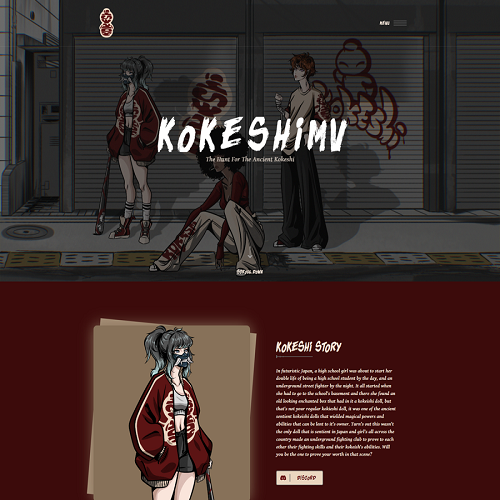 MENU
KOKESHIMV
The Hunt For The Ancient Kokeshi
SCROLL DOWN
KOKESHI STORY
In futuristic Japan, a high school girl was about to start her
double life of being a high school student by the day, and an
underground street fighter by the night. It all started when
she had to go to the school's basement and there she found an
old looking enchanted box that had in it a kokeishi doll, but
that's not your regular kokieshi doll, it was one of the ancient
sentient kokeishi dolls that wielded magical powers and
abilities that can be lent to it's owner. Turn's out this wasn't
the only doll that is sentient in Japan and girl's all across the
country made an underground fighting club to prove to each
other their fighting skills and their kokeish's abilities. Will
you be the one to prove your worth in that scene?
DISCORD